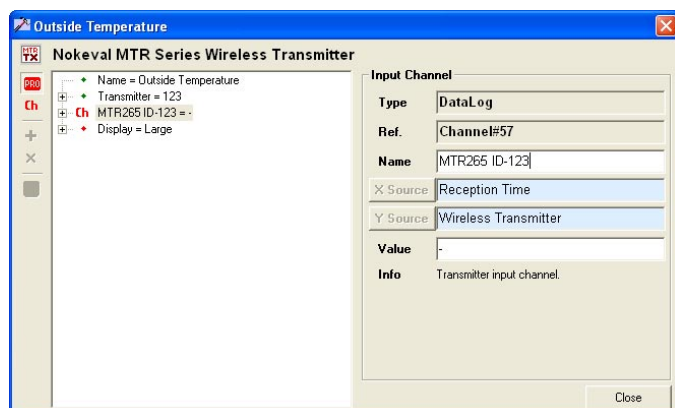 Outside Temperature
MTR
TX
Nokeval MTR Series Wireless Transmitter
PRO
Ch
Name = Outside Temperature
Transmitter = 123
Ch MTR265 ID-123 = -
Display = Large
Input Channel
Type DataLog
Ref. Channel#57
Name MTR265 ID-123
X Source Reception Time
Y Source Wireless Transmitter
Value -
Info Transmitter input channel.
Close